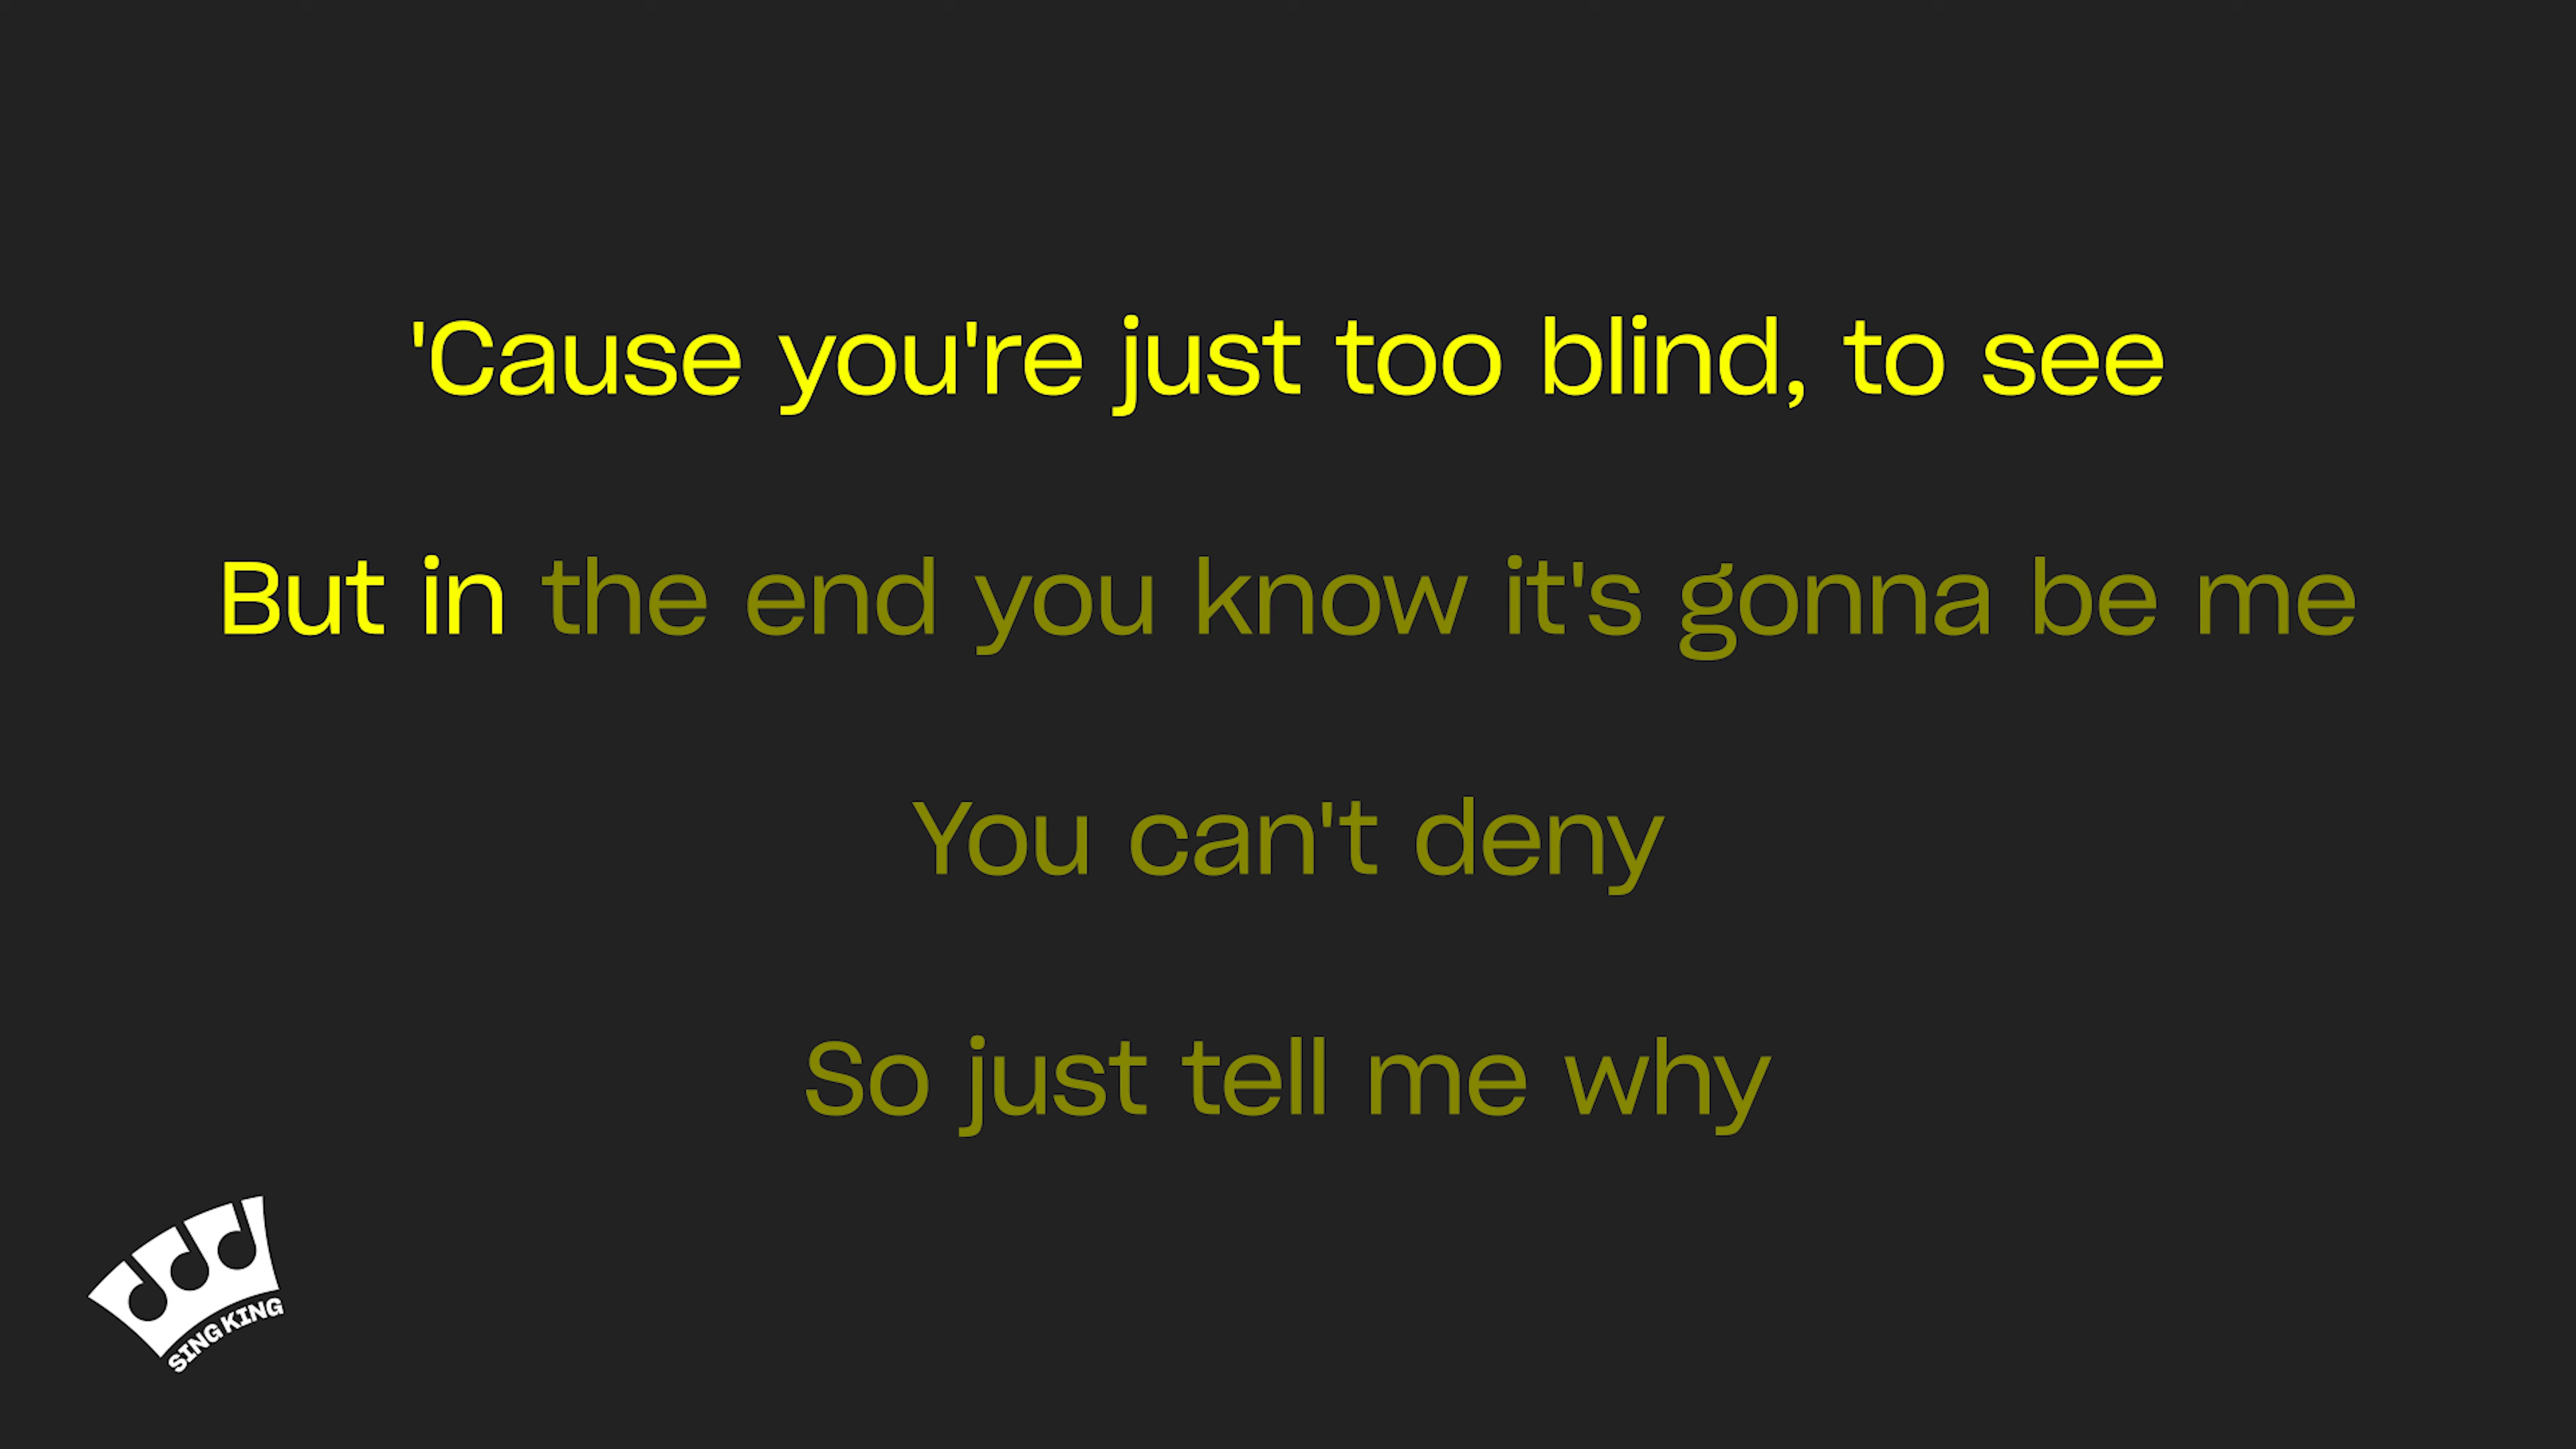 'Cause you're just too blind, to see
But in the end you know it's gonna be me
You can't deny
So just tell me why
SING KING